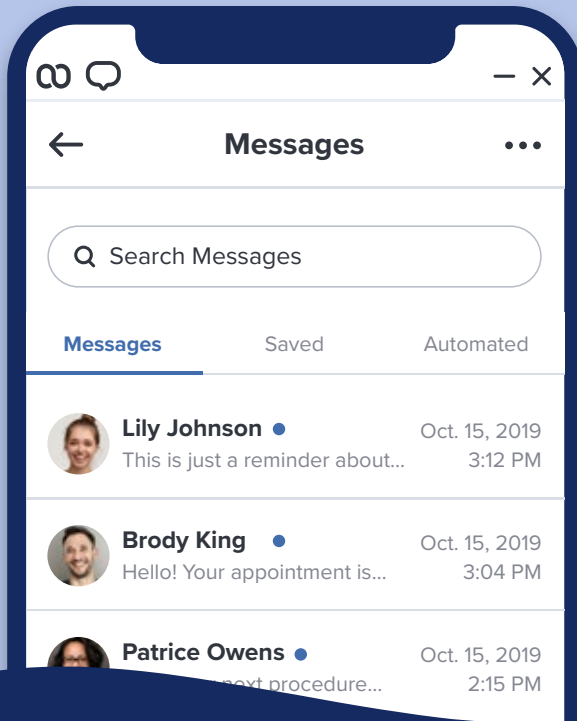 Messages
Search Messages
Messages Saved Automated
Lily Johnson Oct. 15, 2019
This is just a reminder about... 3:12 PM
Brody King Oct. 15, 2019
Hello! Your appointment is... 3:04 PM
Patrice Owens Oct. 15, 2019
next procedure... 2:15 PM